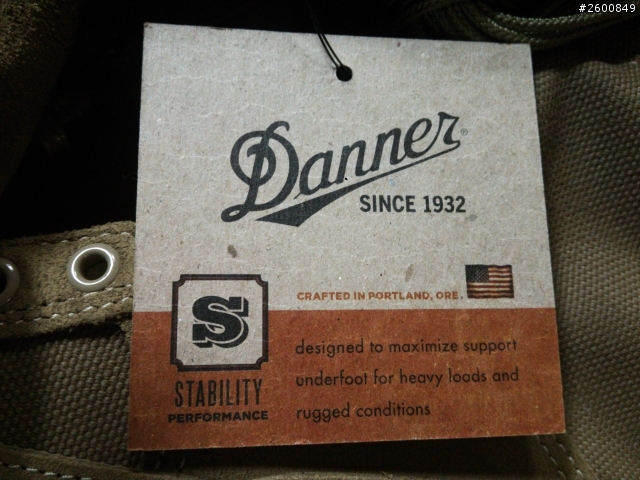 #2600849
Danner®
SINCE 1932
CRAFTED IN PORTLAND, ORE.
S
STABILITY
PERFORMANCE
designed to maximize support
underfoot for heavy loads and
rugged conditions